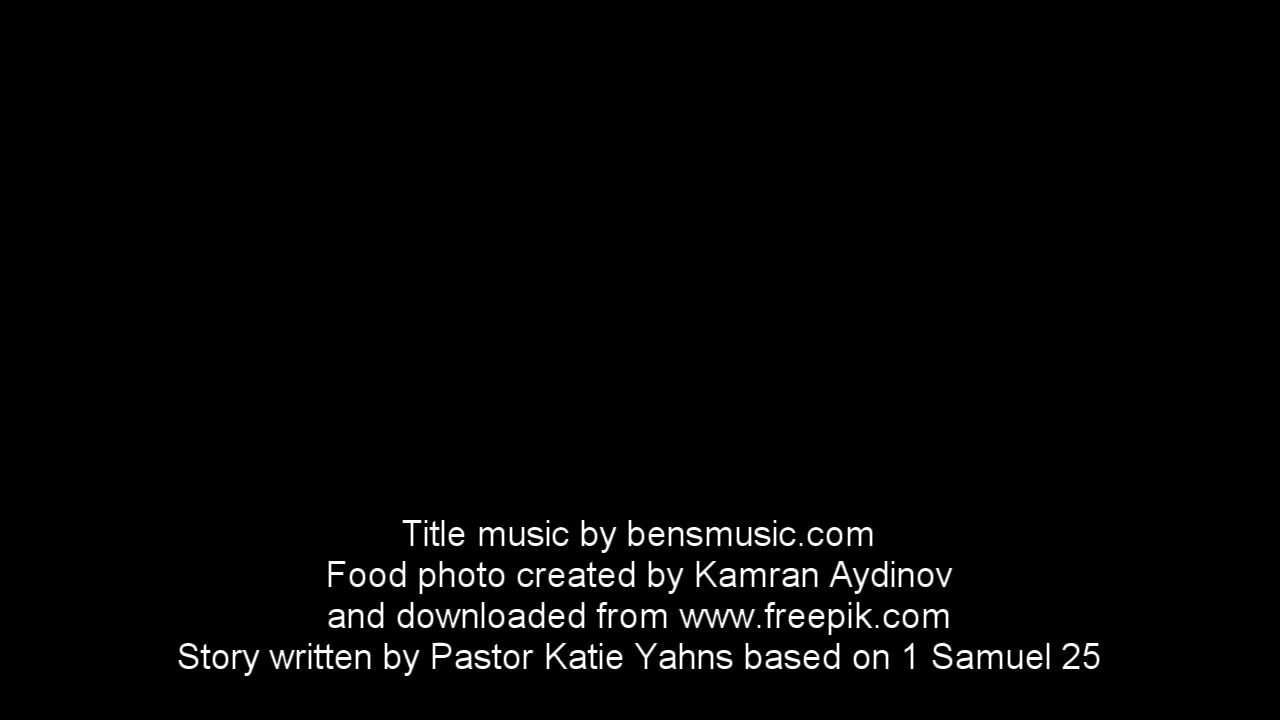 Title music by bensmusic.com
Food photo created by Kamran Aydinov
and downloaded from www.freepik.com
Story written by Pastor Katie Yahns based on 1 Samuel 25